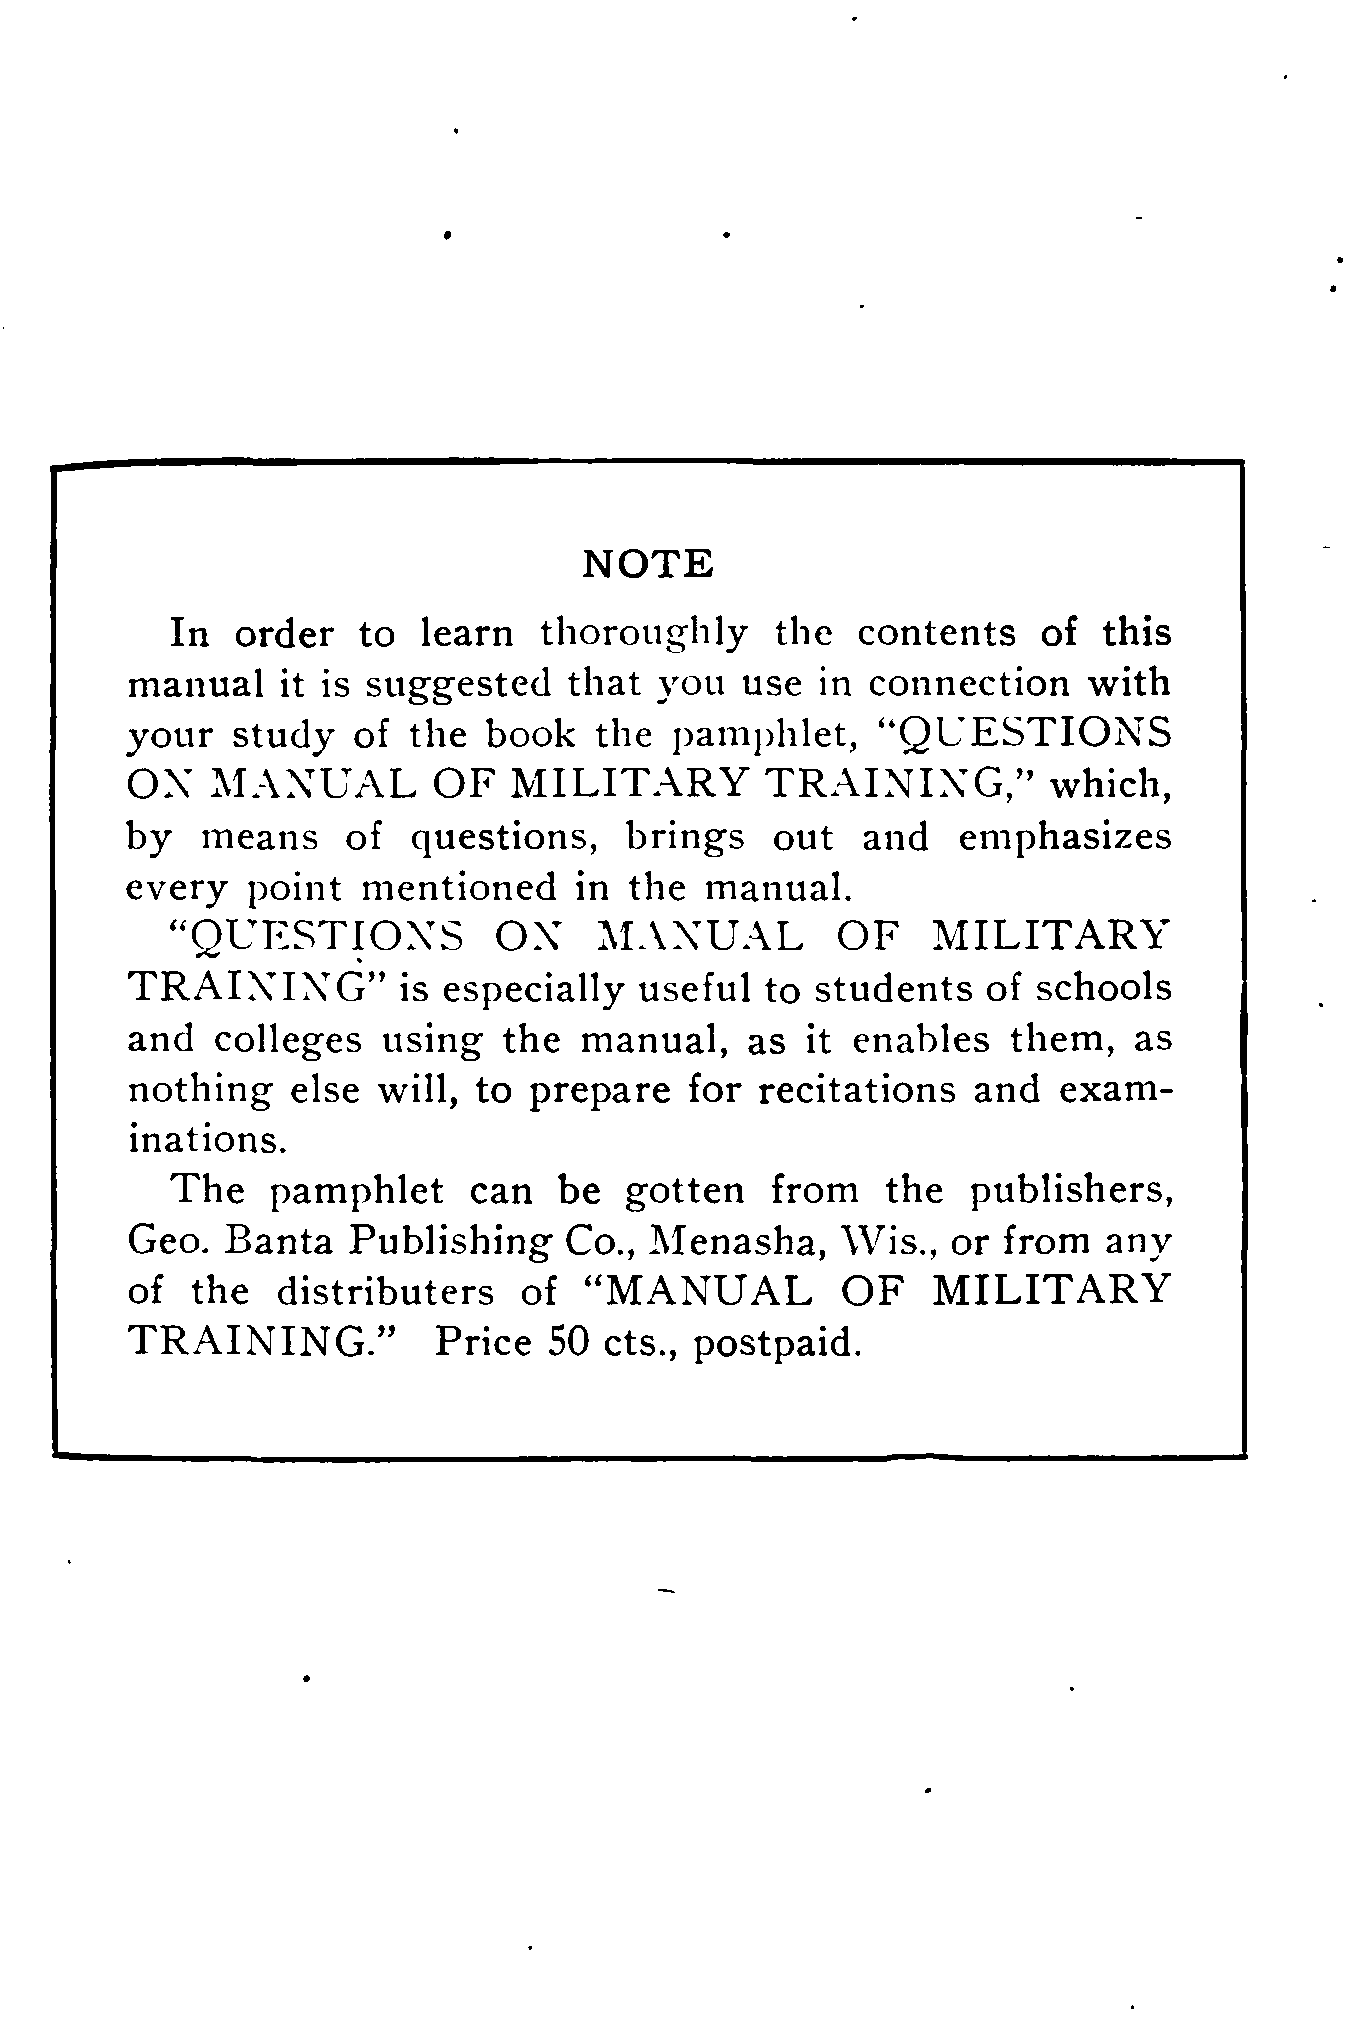 NOTE
In order to learn thoroughly the contents of this
manual it is suggested that you use in connection with
your study of the book the pamphlet, “QUESTIONS
ON MANUAL OF MILITARY TRAINING,” which,
by means of questions, brings out and emphasizes
every point mentioned in the manual.
“QUESTIONS ON MANUAL OF MILITARY
TRAINING” is especially useful to students of schools
and colleges using the manual, as it enables them, as
nothing else will, to prepare for recitations and exam-
inations.
The pamphlet can be gotten from the publishers,
Geo. Banta Publishing Co., Menasha, Wis., or from any
of the distributers of “MANUAL OF MILITARY
TRAINING.” Price 50 cts., postpaid.